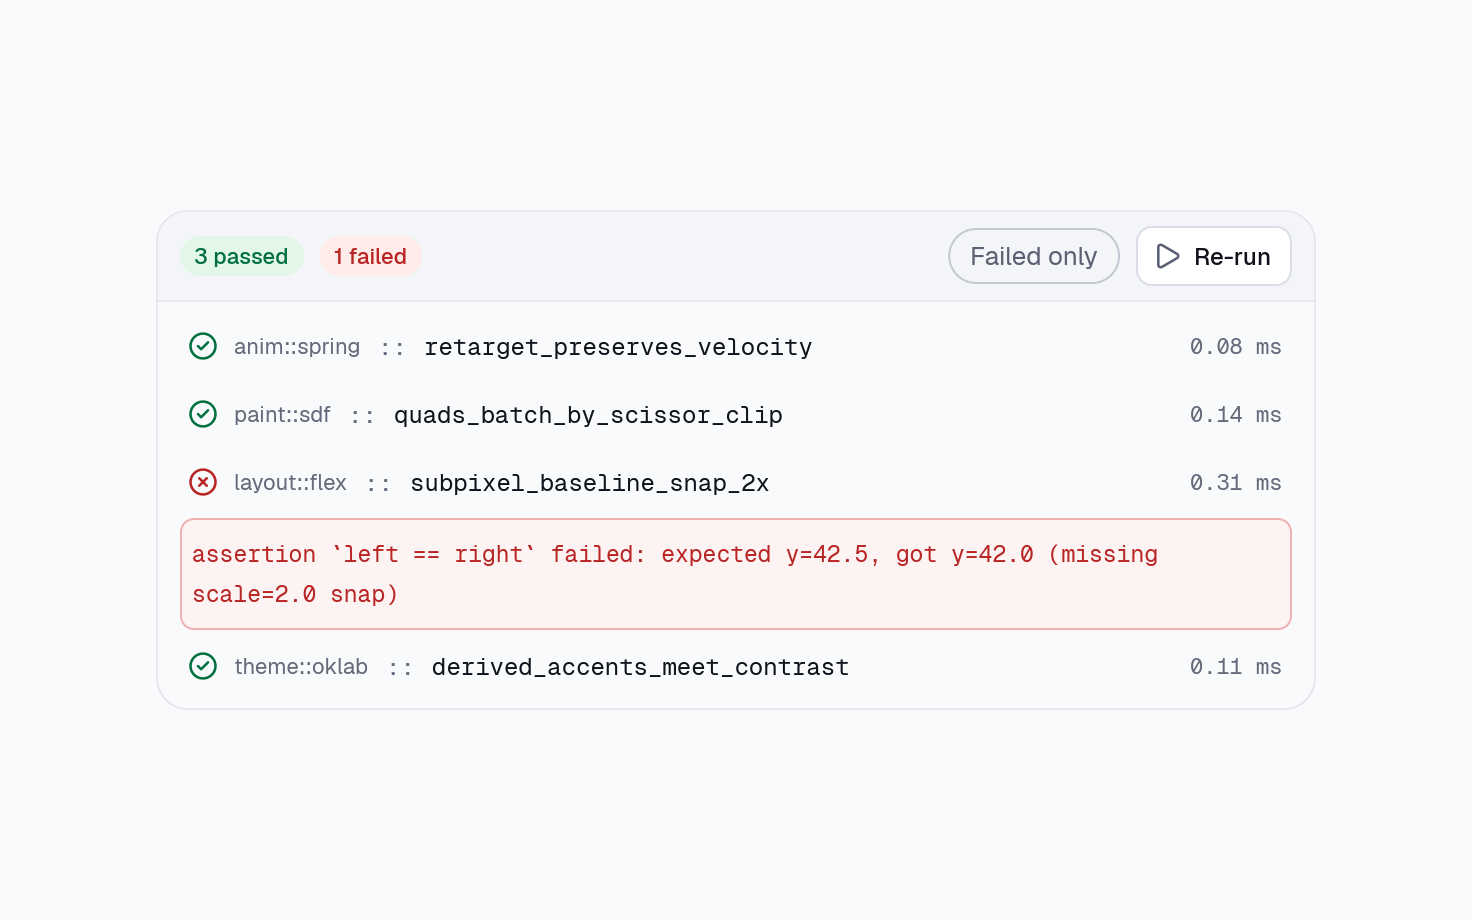 3 passed 1 failed Failed only Re-run
anim::spring :: retarget_preserves_velocity 0.08 ms
paint::sdf :: quads_batch_by_scissor_clip 0.14 ms
layout::flex :: subpixel_baseline_snap_2x 0.31 ms
assertion `left == right` failed: expected y=42.5, got y=42.0 (missing
scale=2.0 snap)
theme::oklab :: derived_accents_meet_contrast 0.11 ms